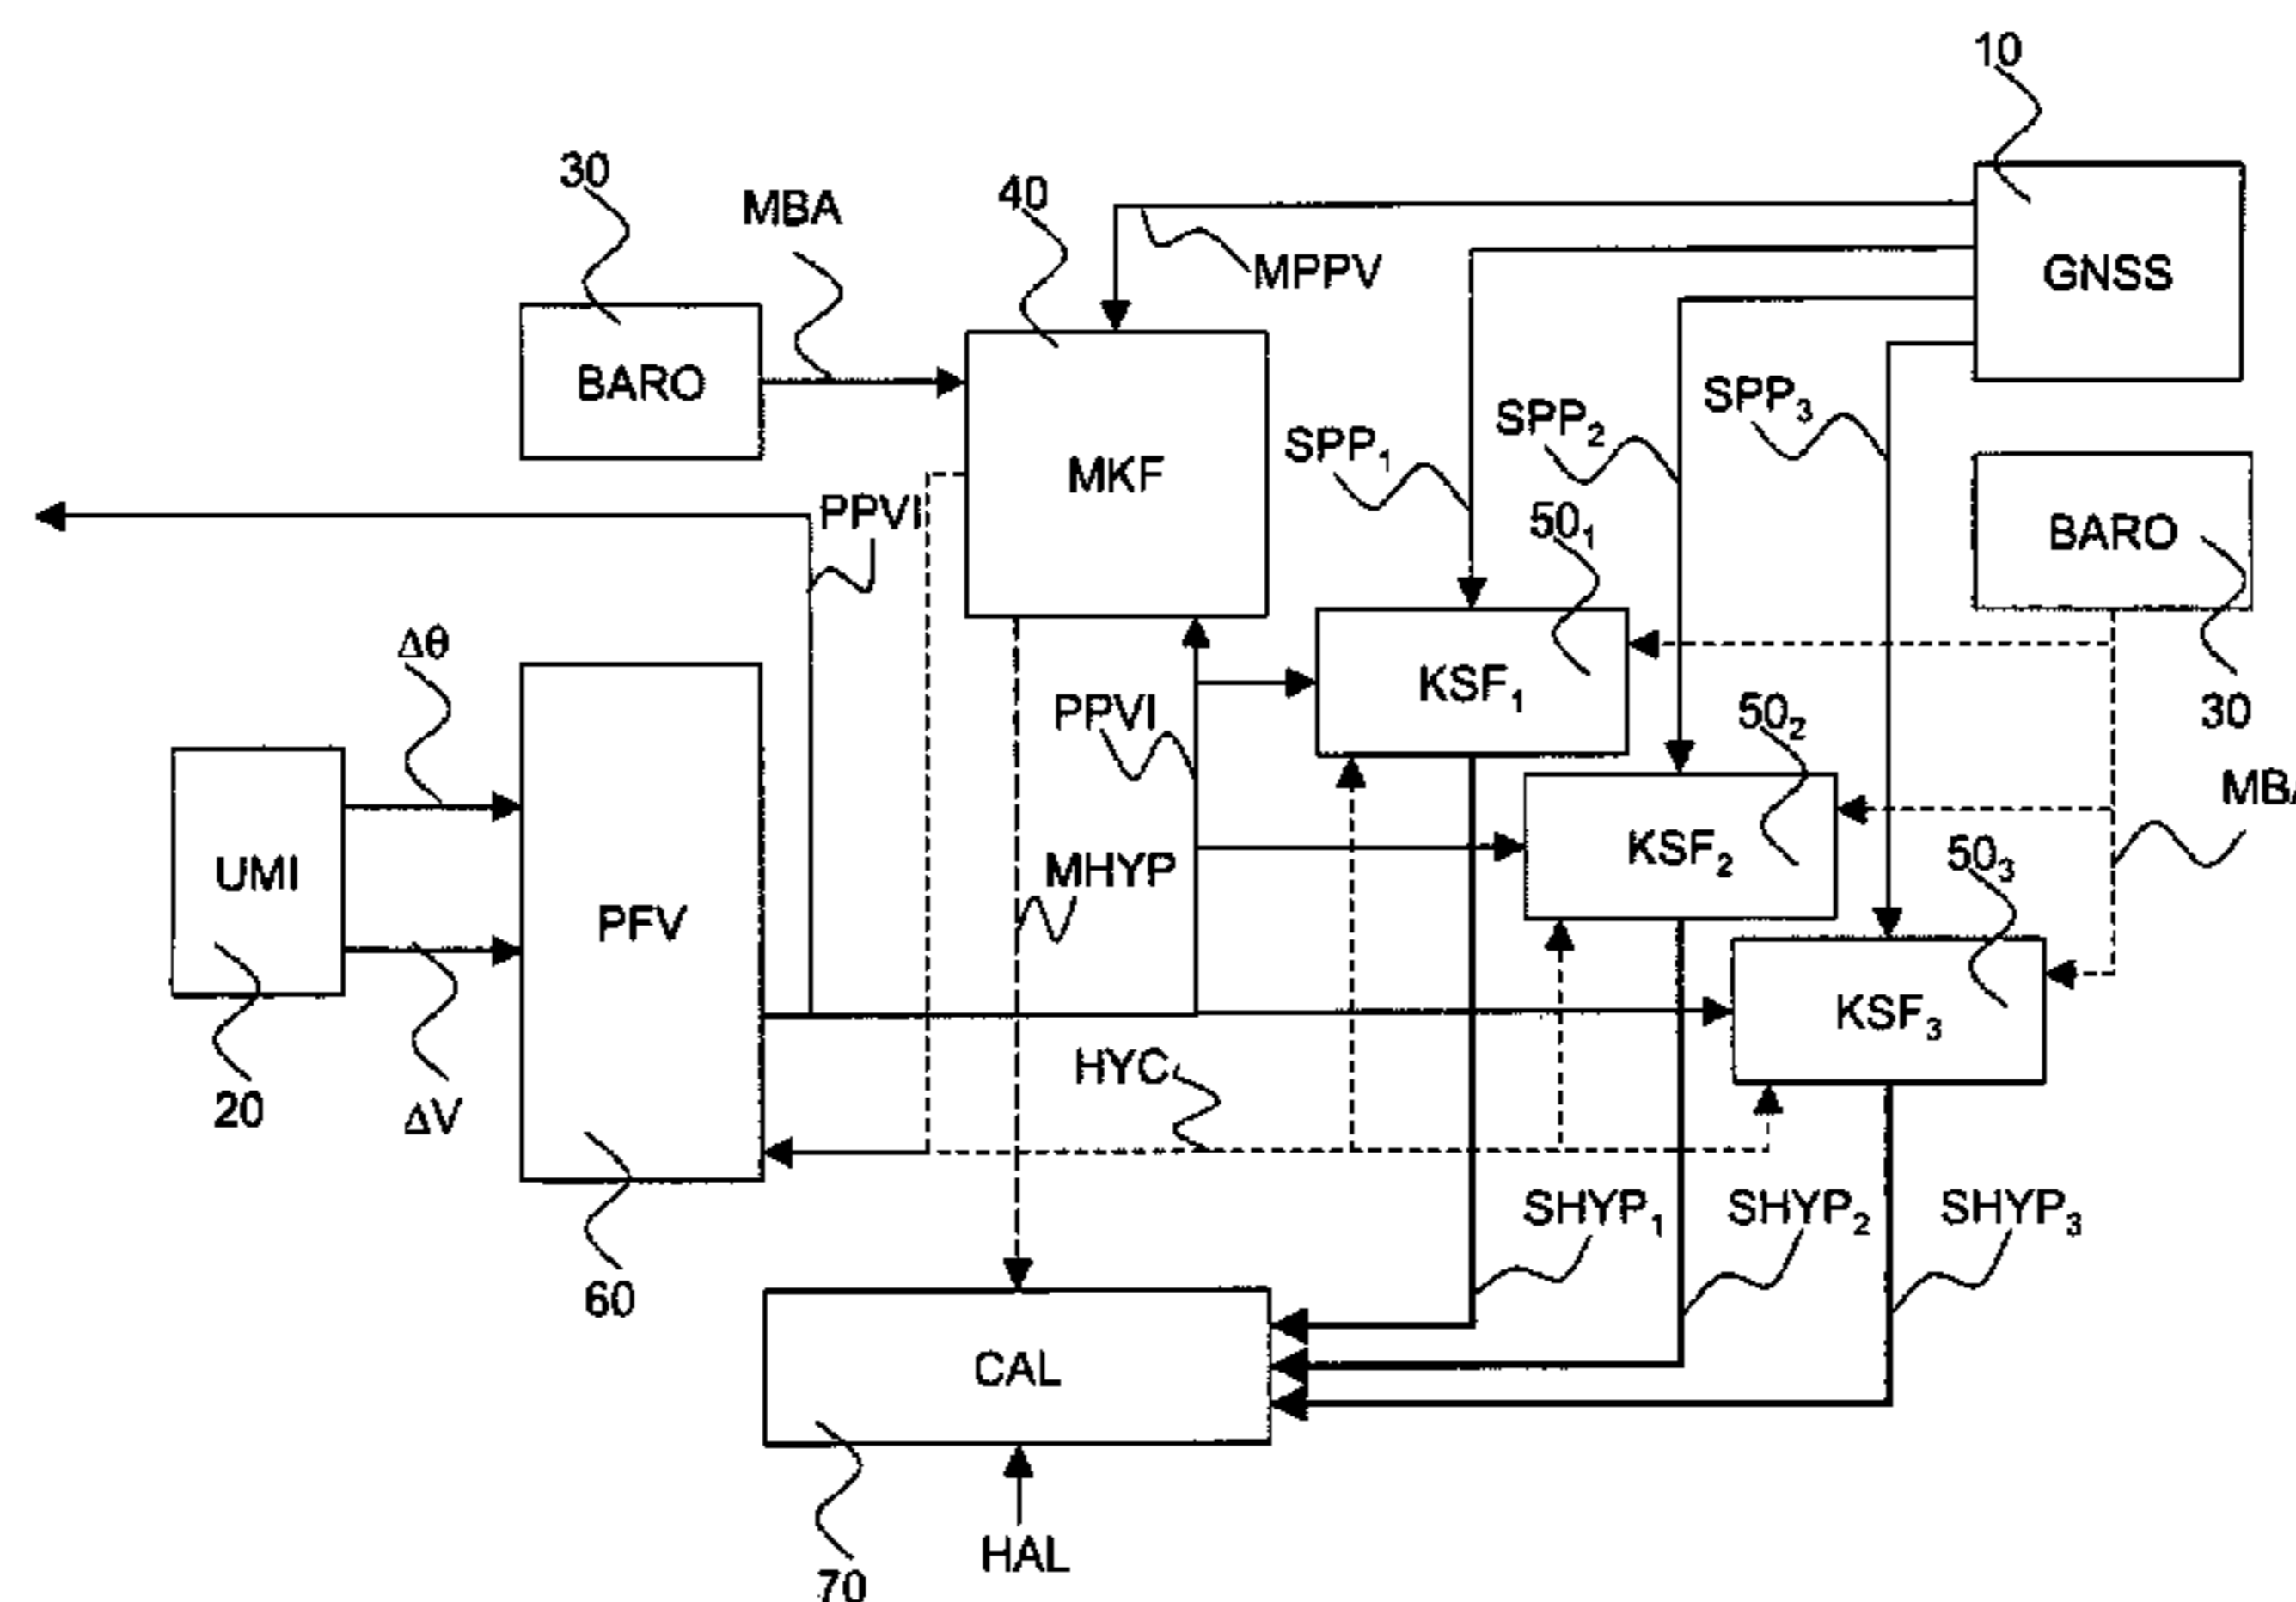 10
30
MBA
40
GNSS
MPPV
BARO
SPP3
SPP2
SPP1
MKF
PPVI
501
BARO
Δθ
KSF1
PPVI
502
30
MBA
UMI
PFV
MHYP
KSF2
503
KSF3
HYC
20
ΔV
SHYP1
SHYP2
SHYP3
60
CAL
HAL
70